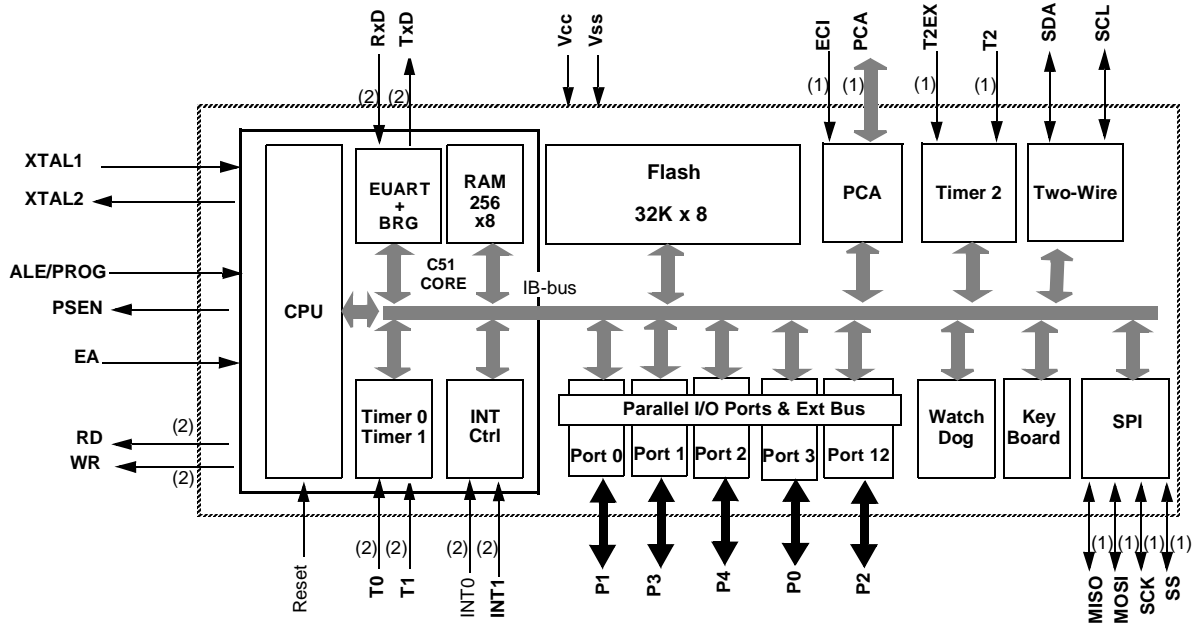 RxD
TxD
Vcc
Vss
ECI
PCA
T2EX
T2
SDA
SCL
(2)
(2)
(1)
(1)
(1)
(1)
XTAL1
XTAL2
ALE/PROG
PSEN
EA
RD
(2)
WR
(2)
CPU
EUART
+
BRG
RAM
256
x8
C51
CORE
IB-bus
Flash
32K x 8
PCA
Timer 2
Two-Wire
Timer 0
Timer 1
INT
Ctrl
Parallel I/O Ports & Ext Bus
Port 0
Port 1
Port 2
Port 3
Port 12
Watch
Dog
Key
Board
SPI
(2)
(2)
(2)
(2)
(1)
(1)
(1)
(1)
Reset
T0
T1
INT0
INT1
P1
P3
P4
P0
P2
MISO
MOSI
SCK
SS